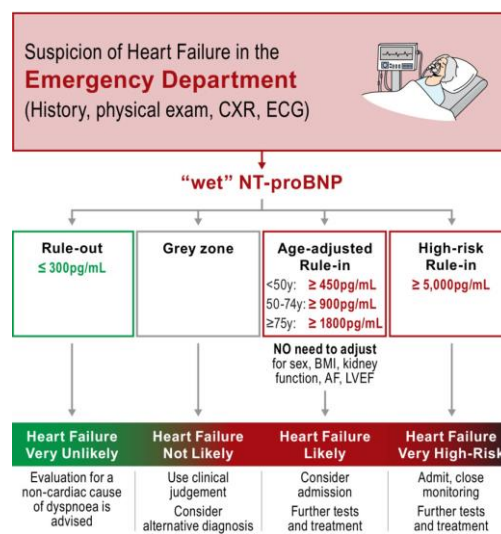 Suspicion of Heart Failure in the
Emergency Department
(History, physical exam, CXR, ECG)
“wet” NT-proBNP
Rule-out
≤ 300pg/mL
Grey zone
Age-adjusted
Rule-in
<50y: ≥ 450pg/mL
50-74y: ≥ 900pg/mL
≥75y: ≥ 1800pg/mL
High-risk
Rule-in
≥ 5,000pg/mL
NO need to adjust
for sex, BMI, kidney
function, AF, LVEF
Heart Failure
Very Unlikely
Evaluation for a
non-cardiac cause
of dyspnoea is
advised
Heart Failure
Not Likely
Use clinical
judgement
Consider
alternative diagnosis
Heart Failure
Likely
Consider
admission
Further tests
and treatment
Heart Failure
Very High-Risk
Admit, close
monitoring
Further tests
and treatment